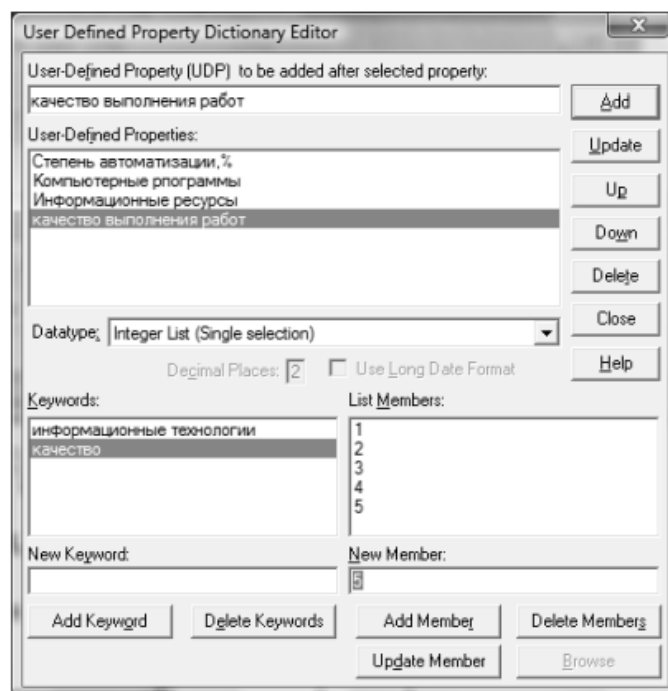 User Defined Property Dictionary Editor
User-Defined Property (UDP) to be added after selected property:
качество выполнения работ
Add
User-Defined Properties:
Update
Степень автоматизации,%
Компьютерные рпограммы
Информационные ресурсы
качество выполнения работ
Up
Down
Delete
Close
Datatype: Integer List (Single selection)
Decimal Places: 2 Use Long Date Format
Help
Keywords:
List Members:
информационные технологии
качество
1
2
3
4
5
New Keyword:
New Member:
5
Add Keyword Delete Keywords Add Member Delete Members
Update Member Browse